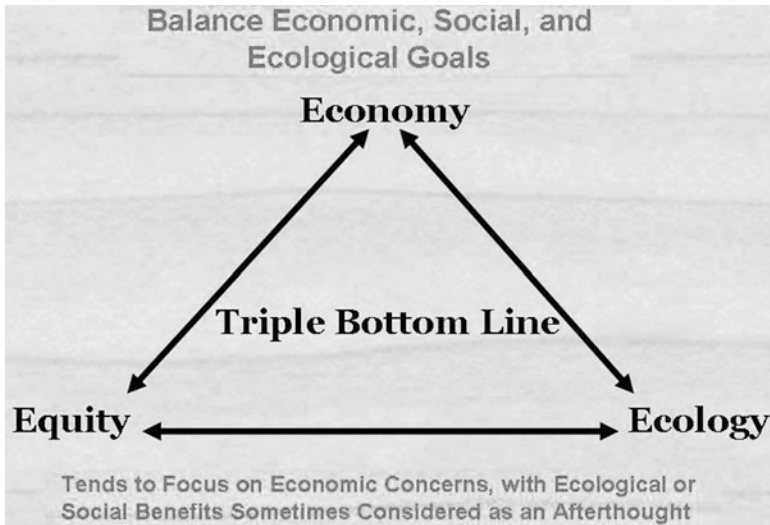 Balance Economic, Social, and
Ecological Goals
Economy
Triple Bottom Line
Equity
Ecology
Tends to Focus on Economic Concerns, with Ecological or
Social Benefits Sometimes Considered as an Afterthought